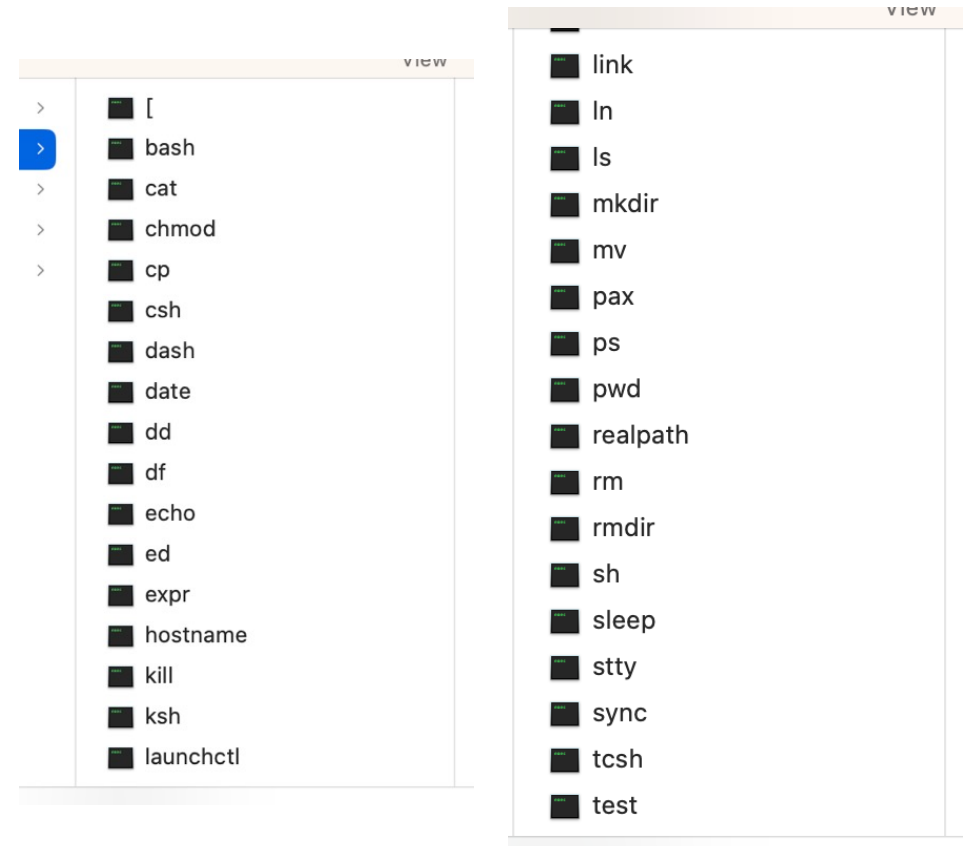 View
[
bash
cat
chmod
cp
csh
dash
date
dd
df
echo
ed
expr
hostname
kill
ksh
launchctl
View
link
ln
ls
mkdir
mv
pax
ps
pwd
realpath
rm
rmdir
sh
sleep
stty
sync
tcsh
test